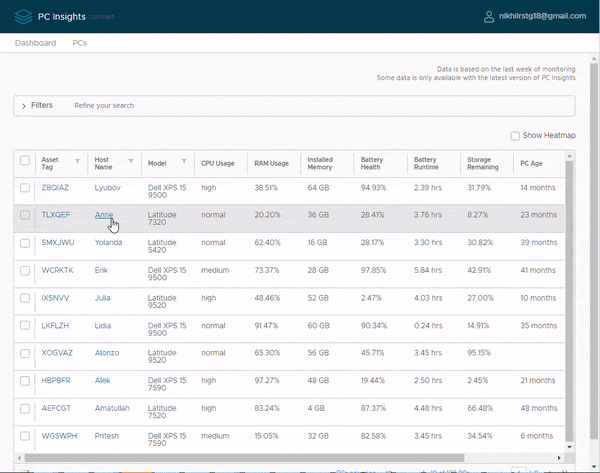 PC Insights concept
nikhilrstg18@gmail.com
Dashboard PCs
Data is based on the last week of monitoring
Some data is only available with the latest version of PC Insights
Filters Refine your search
Show Heatmap
Asset Tag Host Name Model CPU Usage RAM Usage Installed Memory Battery Health Battery Runtime Storage Remaining PC Age
ZBQIAZ Lyubov Dell XPS 15 9500 high 38.51% 64 GB 94.93% 2.39 hrs 31.79% 14 months
TLXQEF Anne Latitude 7320 normal 20.20% 36 GB 28.41% 3.76 hrs 8.27% 23 months
SMXJWU Yolanda Latitude 5420 normal 62.40% 16 GB 28.17% 3.30 hrs 30.82% 39 months
WCRKTK Erik Dell XPS 15 9500 medium 73.37% 28 GB 97.85% 5.84 hrs 42.91% 41 months
IXSNVV Julia Latitude 9520 high 48.46% 52 GB 2.47% 4.03 hrs 27.00% 10 months
LKFLZH Lidia Dell XPS 15 9500 normal 91.47% 60 GB 90.34% 0.24 hrs 14.91% 35 months
XOGVAZ Alonzo Latitude 9520 normal 65.30% 56 GB 45.71% 3.45 hrs 95.15%
HBPBFR Alek Dell XPS 15 7590 high 97.27% 48 GB 19.44% 2.50 hrs 2.45% 21 months
AEFCGT Amatullah Latitude 7520 high 83.24% 4 GB 87.37% 4.48 hrs 66.48% 48 months
WGSWPH Pritesh Dell XPS 15 7590 medium 15.05% 32 GB 82.58% 3.45 hrs 34.54% 6 months